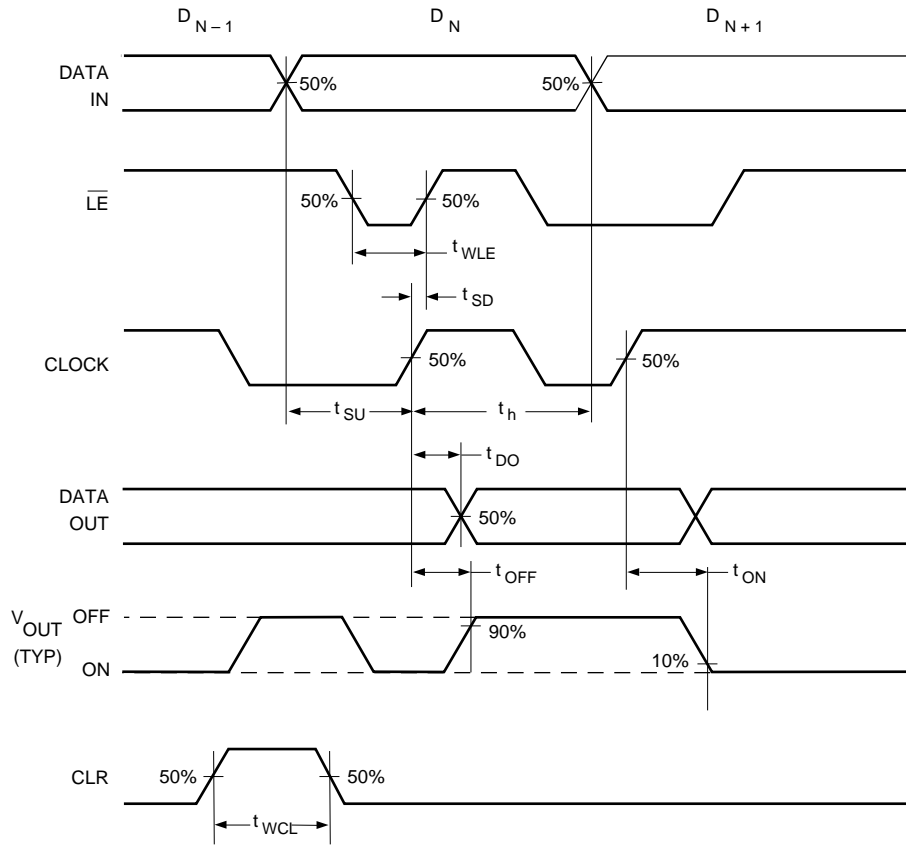 D N – 1 D N D N + 1
DATA IN 50% 50%
LE 50% 50%
t WLE
t SD
CLOCK 50% 50%
t SU t h
t DO
DATA OUT 50%
t OFF t ON
V OUT (TYP) OFF 90%
ON 10%
CLR 50% 50%
t WCL